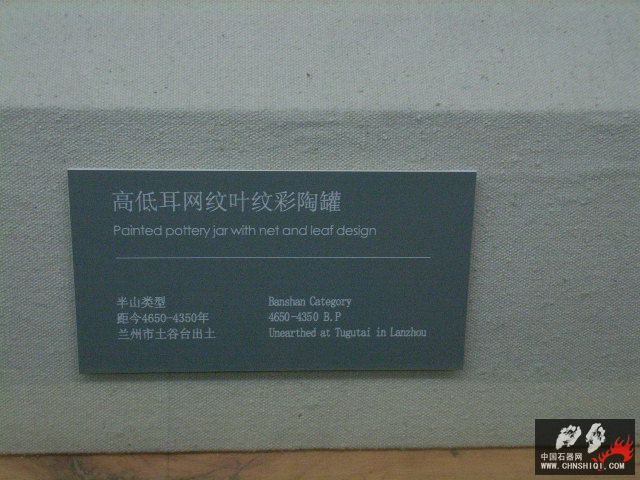 高低耳网纹叶纹彩陶罐
Painted pottery jar with net and leaf design
半山类型
距今4650-4350年
兰州市土谷台出土
Banshan Category
4650-4350 B.P
Unearthed at Tugutai in Lanzhou
中国石器网
WWW.CHNSHIQI.COM